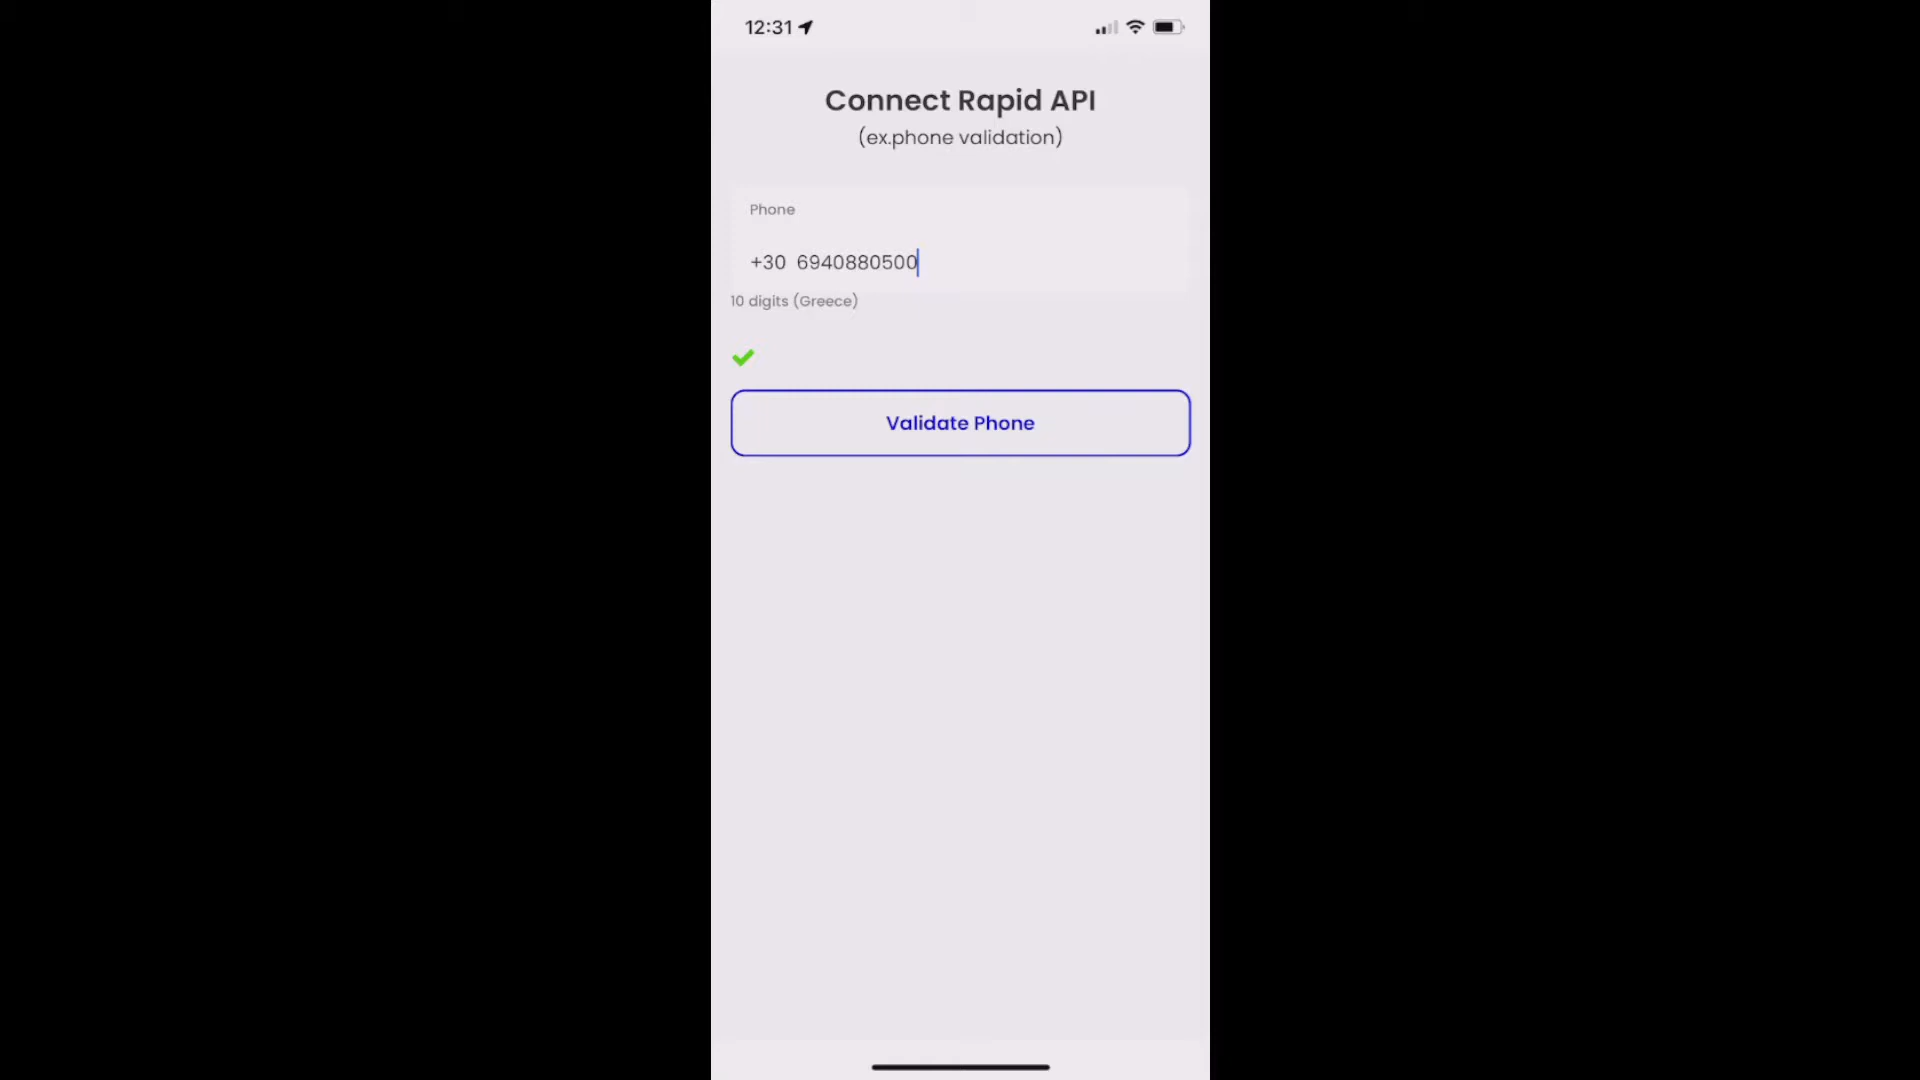 12:31
Connect Rapid API
(ex.phone validation)
Phone
+30 6940880500
10 digits (Greece)
Validate Phone